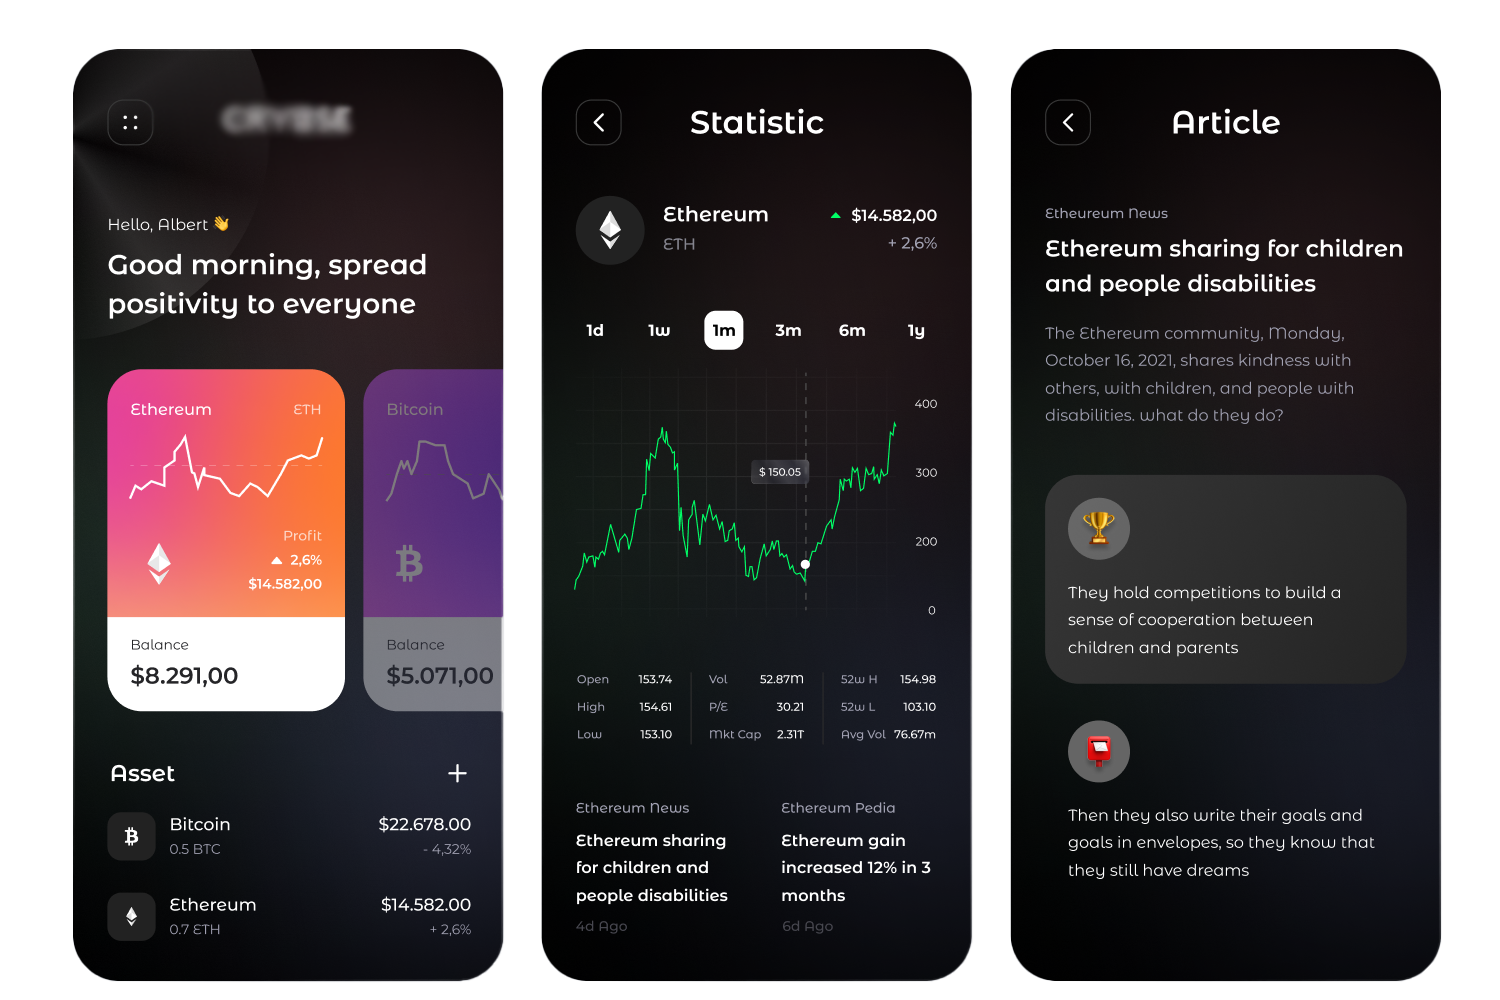 Hello, Albert 👋
Good morning, spread
positivity to everyone
Ethereum ETH
Profit
2,6%
$14.582,00
Balance
$8.291,00
Bitcoin
Balance
$5.071,00
Asset
Bitcoin $22.678.00
0.5 BTC - 4,32%
Ethereum $14.582.00
0.7 ETH + 2,6%
Statistic
Ethereum $14.582,00
ETH + 2,6%
1d 1w 1m 3m 6m 1y
400
300
$ 150.05
200
0
Open 153.74 Vol 52.87M 52w H 154.98
High 154.61 P/E 30.21 52w L 103.10
Low 153.10 Mkt Cap 2.31T Avg Vol 76.67m
Ethereum News
Ethereum sharing
for children and
people disabilities
4d Ago
Ethereum Pedia
Ethereum gain
increased 12% in 3
months
6d Ago
Article
Etheureum News
Ethereum sharing for children
and people disabilities
The Ethereum community, Monday,
October 16, 2021, shares kindness with
others, with children, and people with
disabilities. what do they do?
They hold competitions to build a
sense of cooperation between
children and parents
Then they also write their goals and
goals in envelopes, so they know that
they still have dreams